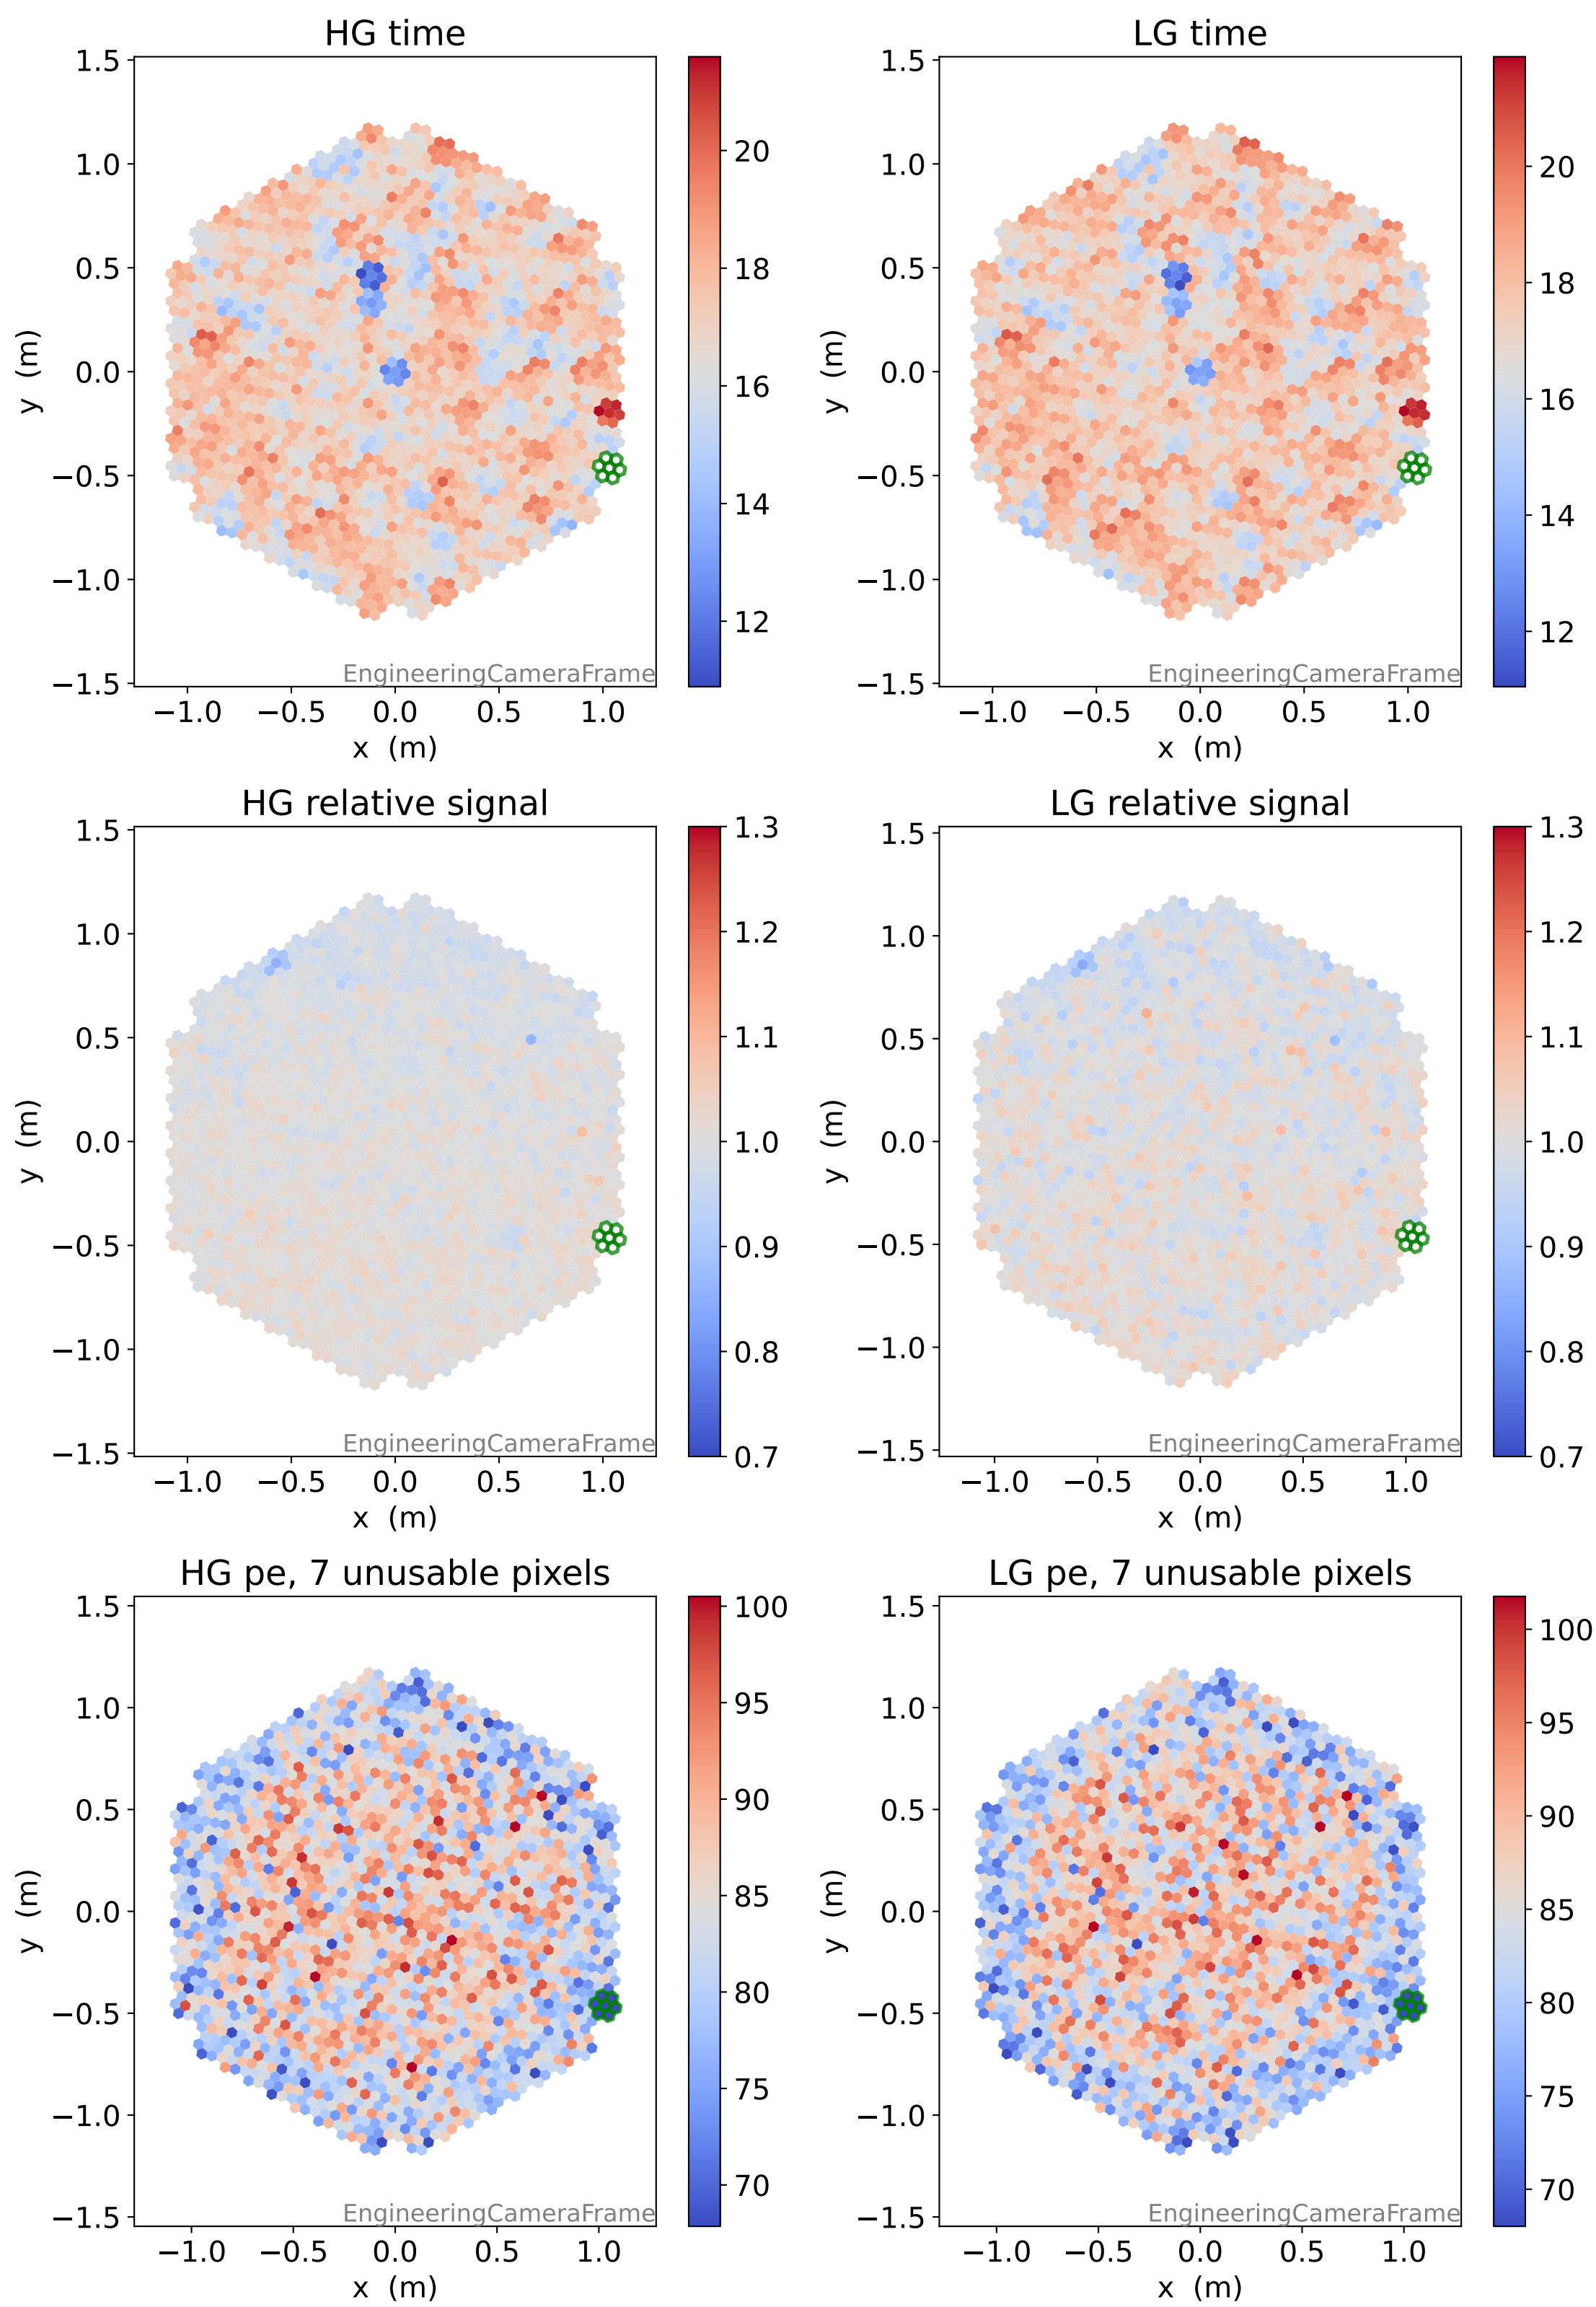 HG time
1.5
1.0
0.5
0.0
−0.5
−1.0
−1.5
y (m)
−1.0 −0.5 0.0 0.5 1.0
x (m)
EngineeringCameraFrame
20
18
16
14
12
LG time
1.5
1.0
0.5
0.0
−0.5
−1.0
−1.5
y (m)
−1.0 −0.5 0.0 0.5 1.0
x (m)
EngineeringCameraFrame
20
18
16
14
12
HG relative signal
1.5
1.0
0.5
0.0
−0.5
−1.0
−1.5
y (m)
−1.0 −0.5 0.0 0.5 1.0
x (m)
EngineeringCameraFrame
1.3
1.2
1.1
1.0
0.9
0.8
0.7
LG relative signal
1.5
1.0
0.5
0.0
−0.5
−1.0
−1.5
y (m)
−1.0 −0.5 0.0 0.5 1.0
x (m)
EngineeringCameraFrame
1.3
1.2
1.1
1.0
0.9
0.8
0.7
HG pe, 7 unusable pixels
1.5
1.0
0.5
0.0
−0.5
−1.0
−1.5
y (m)
−1.0 −0.5 0.0 0.5 1.0
x (m)
EngineeringCameraFrame
100
95
90
85
80
75
70
LG pe, 7 unusable pixels
1.5
1.0
0.5
0.0
−0.5
−1.0
−1.5
y (m)
−1.0 −0.5 0.0 0.5 1.0
x (m)
EngineeringCameraFrame
100
95
90
85
80
75
70